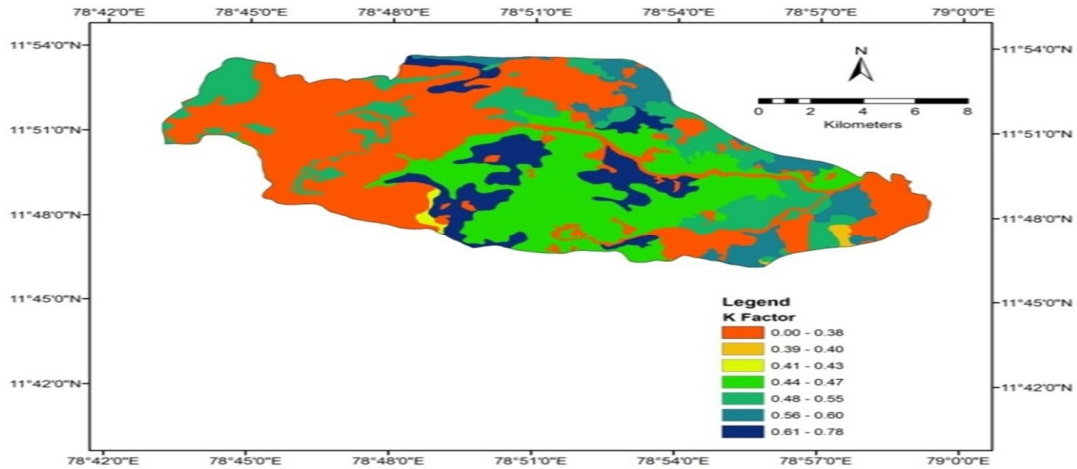 78°42'0"E 78°45'0"E 78°48'0"E 78°51'0"E 78°54'0"E 78°57'0"E 79°0'0"E
11°54'0"N 11°54'0"N
N
0 2 4 6 8
Kilometers
11°51'0"N 11°51'0"N
11°48'0"N 11°48'0"N
11°45'0"N 11°45'0"N
Legend
K Factor
0.00 - 0.38
0.39 - 0.40
0.41 - 0.43
0.44 - 0.47
0.48 - 0.55
0.56 - 0.60
0.61 - 0.78
11°42'0"N 11°42'0"N
78°42'0"E 78°45'0"E 78°48'0"E 78°51'0"E 78°54'0"E 78°57'0"E 79°0'0"E